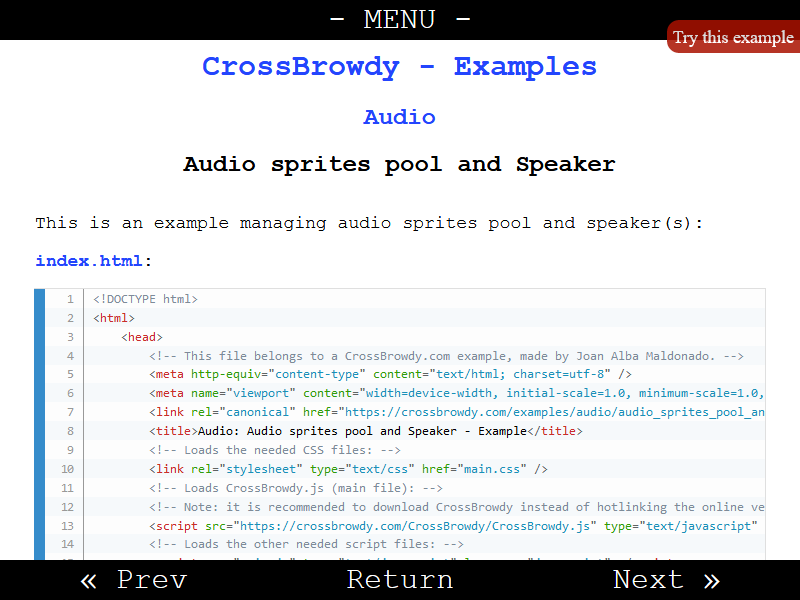 - MENU -
Try this example
CrossBrowdy - Examples
Audio
Audio sprites pool and Speaker
This is an example managing audio sprites pool and speaker(s):
index.html:
1 <!DOCTYPE html>
2 <html>
3 <head>
4 <!-- This file belongs to a CrossBrowdy.com example, made by Joan Alba Maldonado. -->
5 <meta http-equiv="content-type" content="text/html; charset=utf-8" />
6 <meta name="viewport" content="width=device-width, initial-scale=1.0, minimum-scale=1.0,
7 <link rel="canonical" href="https://crossbrowdy.com/examples/audio/audio_sprites_pool_an
8 <title>Audio: Audio sprites pool and Speaker - Example</title>
9 <!-- Loads the needed CSS files: -->
10 <link rel="stylesheet" type="text/css" href="main.css" />
11 <!-- Loads CrossBrowdy.js (main file): -->
12 <!-- Note: it is recommended to download CrossBrowdy instead of hotlinking the online ve
13 <script src="https://crossbrowdy.com/CrossBrowdy/CrossBrowdy.js" type="text/javascript"
14 <!-- Loads the other needed script files: -->
« Prev Return Next »